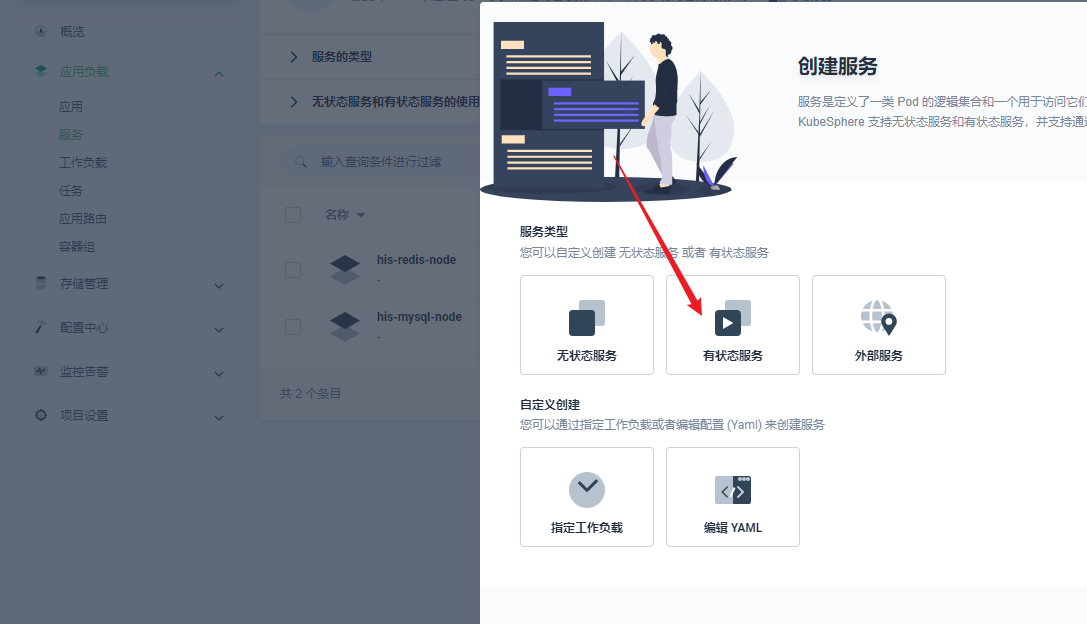 概览
应用负载
应用
服务
工作负载
任务
应用路由
容器组
存储管理
配置中心
监控告警
项目设置
服务的类型
无状态服务和有状态服务的使用
输入查询条件进行过滤
名称
his-redis-node
-
his-mysql-node
-
共 2 个条目
创建服务
服务是定义了一类 Pod 的逻辑集合和一个用于访问它们
KubeSphere 支持无状态服务和有状态服务，并支持通过
服务类型
您可以自定义创建 无状态服务 或者 有状态服务
无状态服务
有状态服务
外部服务
自定义创建
您可以通过指定工作负载或者编辑配置 (Yaml) 来创建服务
指定工作负载
编辑 YAML